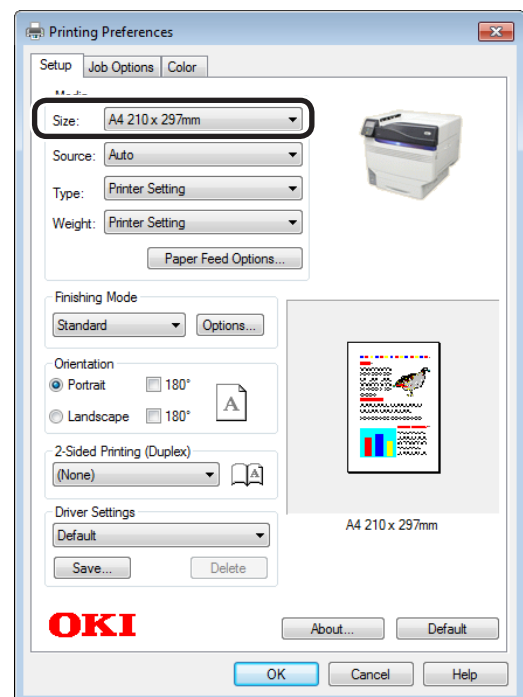 Printing Preferences
Setup Job Options Color
Media
Size: A4 210 x 297mm
Source: Auto
Type: Printer Setting
Weight: Printer Setting
Paper Feed Options...
Finishing Mode
Standard Options...
Orientation
Portrait 180°
Landscape 180°
A
2-Sided Printing (Duplex)
(None) A
Driver Settings
Default
Save... Delete
A4 210 x 297mm
OKI
About... Default
OK Cancel Help